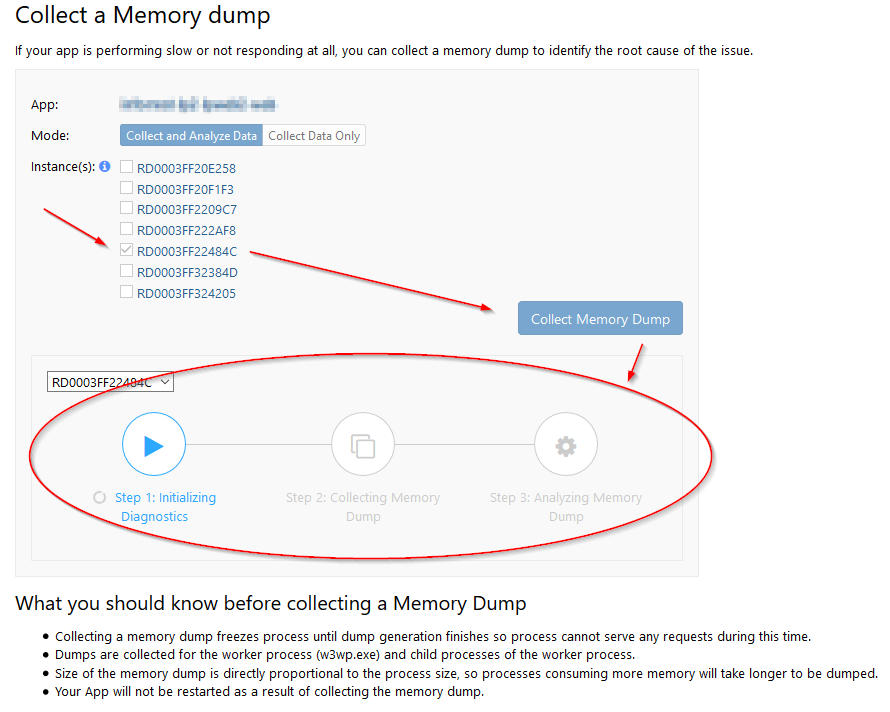 Collect a Memory dump
If your app is performing slow or not responding at all, you can collect a memory dump to identify the root cause of the issue.
App:
Mode: Collect and Analyze Data Collect Data Only
Instance(s): RD0003FF20E258
RD0003FF20F1F3
RD0003FF2209C7
RD0003FF222AF8
RD0003FF22484C
RD0003FF32384D
RD0003FF324205
Collect Memory Dump
RD0003FF22484C
Step 1: Initializing
Diagnostics
Step 2: Collecting Memory
Dump
Step 3: Analyzing Memory
Dump
What you should know before collecting a Memory Dump
• Collecting a memory dump freezes process until dump generation finishes so process cannot serve any requests during this time.
• Dumps are collected for the worker process (w3wp.exe) and child processes of the worker process.
• Size of the memory dump is directly proportional to the process size, so processes consuming more memory will take longer to be dumped.
• Your App will not be restarted as a result of collecting the memory dump.